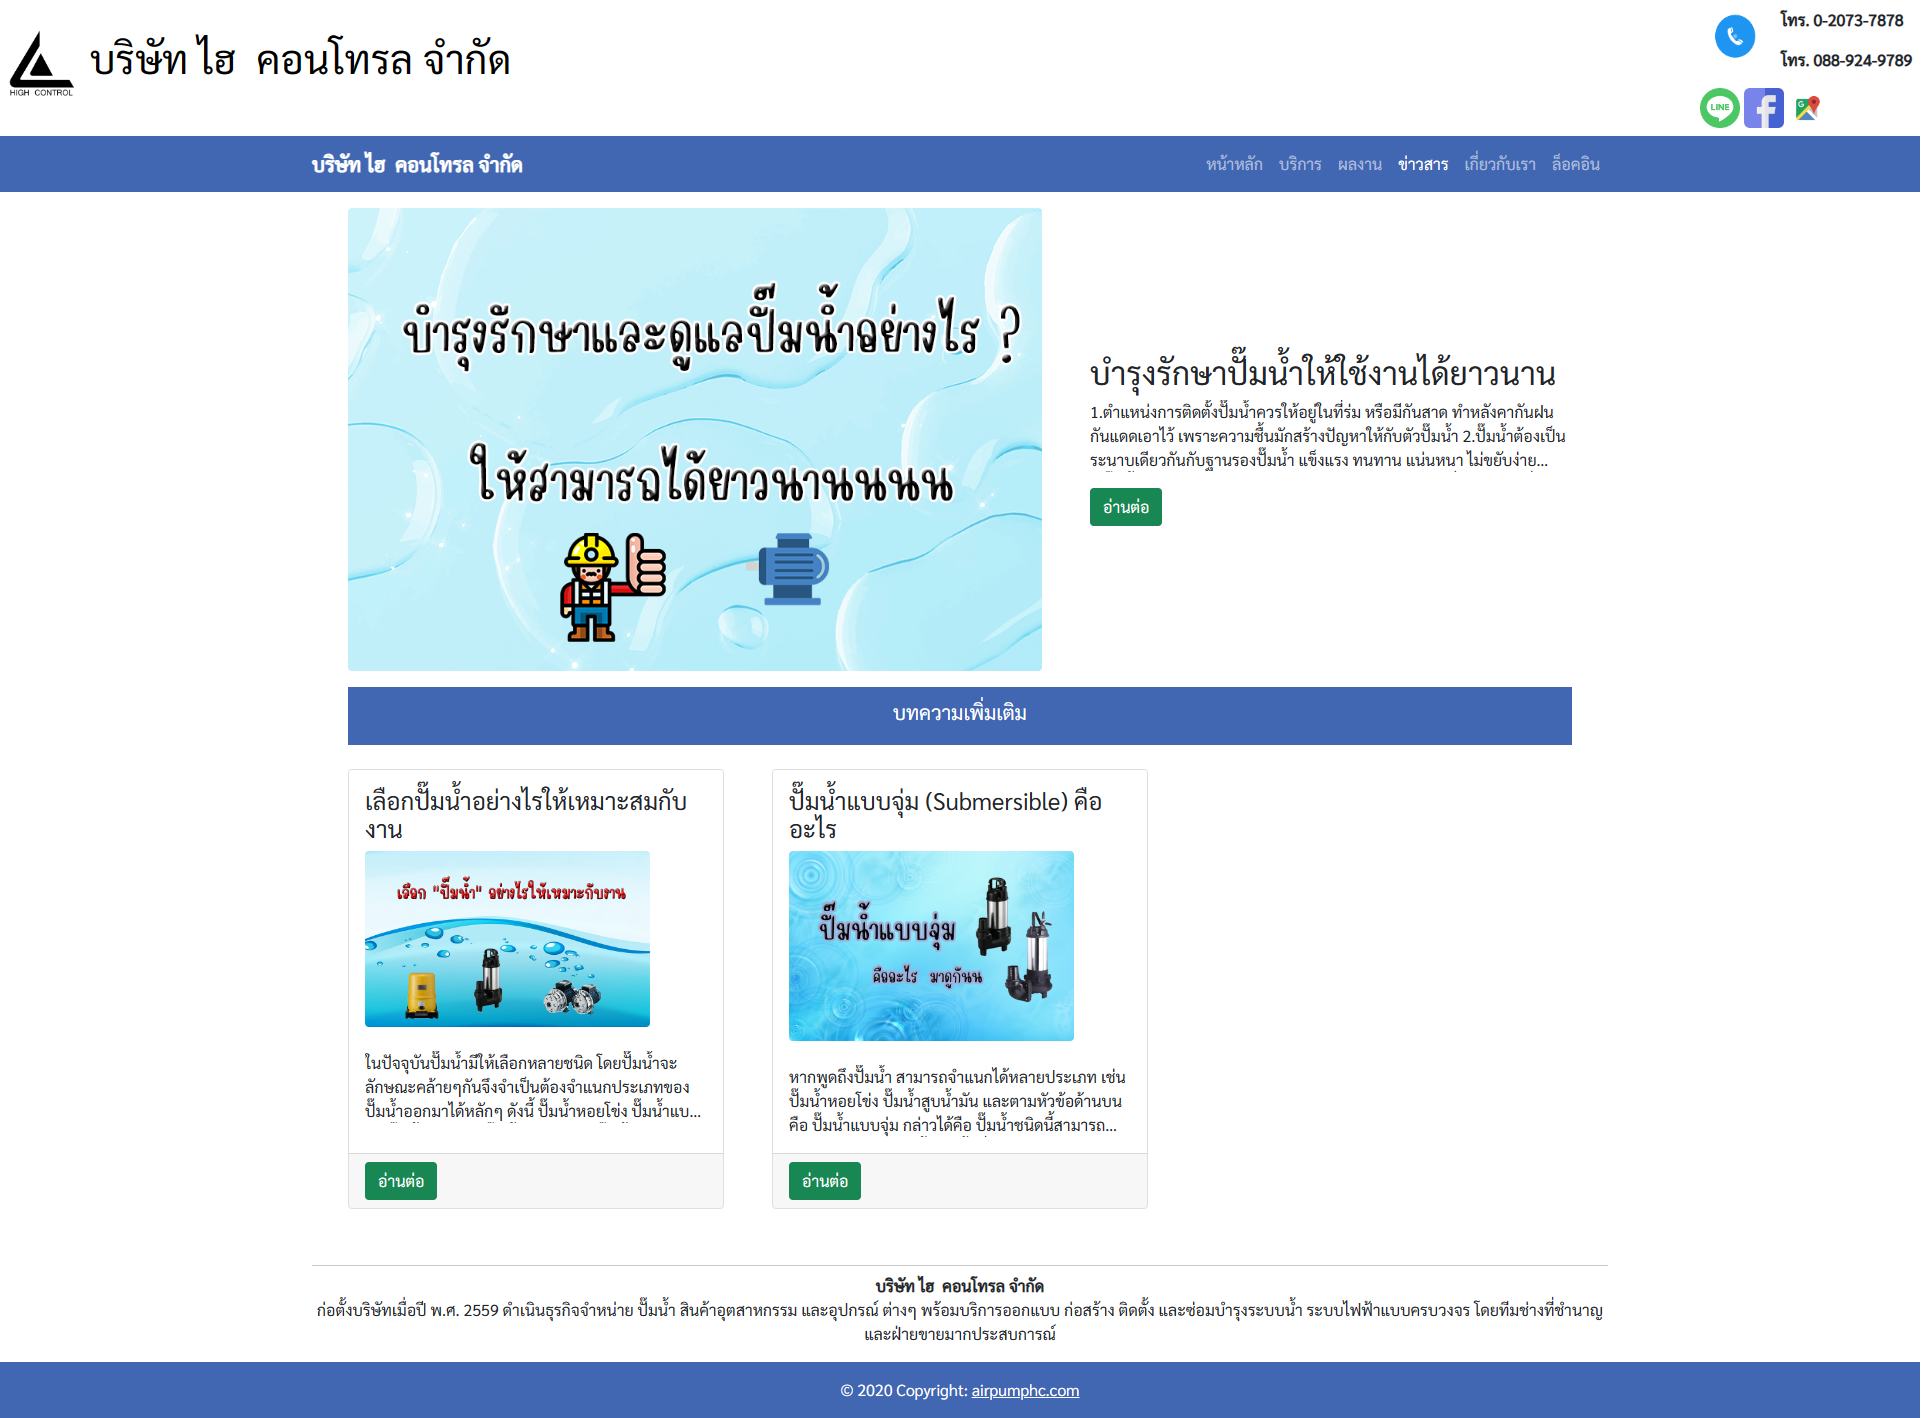 HIGH CONTROL
บริษัท ไฮ คอนโทรล จำกัด
โทร. 0-2073-7878
โทร. 088-924-9789
LINE
บริษัท ไฮ คอนโทรล จำกัด
หน้าหลัก บริการ ผลงาน ข่าวสาร เกี่ยวกับเรา ล็อคอิน
บำรุงรักษาและดูแลปั๊มน้ำอย่างไร ?
ให้สามารถได้ยาวนานนนน
บำรุงรักษาปั๊มน้ำให้ใช้งานได้ยาวนาน
1.ตำแหน่งการติดตั้งปั๊มน้ำควรให้อยู่ในที่ร่ม หรือมีกันสาด ทำหลังคากันฝน
กันแดดเอาไว้ เพราะความชื้นมักสร้างปัญหาให้กับตัวปั๊มน้ำ 2.ปั๊มน้ำต้องเป็น
ระนาบเดียวกันกับฐานรองปั๊มน้ำ แข็งแรง ทนทาน แน่นหนา ไม่ขยับง่าย...
อ่านต่อ
บทความเพิ่มเติม
เลือกปั๊มน้ำอย่างไรให้เหมาะสมกับ
งาน
เลือก "ปั๊มน้ำ" อย่างไรให้เหมาะกับงาน
ในปัจจุบันปั๊มน้ำมีให้เลือกหลายชนิด โดยปั๊มน้ำจะ
ลักษณะคล้ายๆกันจึงจำเป็นต้องจำแนกประเภทของ
ปั๊มน้ำออกมาได้หลักๆ ดังนี้ ปั๊มน้ำหอยโข่ง ปั๊มน้ำแบ...
อ่านต่อ
ปั๊มน้ำแบบจุ่ม (Submersible) คือ
อะไร
ปั๊มน้ำแบบจุ่ม
คืออะไร มาดูกันน
หากพูดถึงปั๊มน้ำ สามารถจำแนกได้หลายประเภท เช่น
ปั๊มน้ำหอยโข่ง ปั๊มน้ำสูบน้ำมัน และตามหัวข้อด้านบน
คือ ปั๊มน้ำแบบจุ่ม กล่าวได้คือ ปั๊มน้ำชนิดนี้สามารถ...
อ่านต่อ
บริษัท ไฮ คอนโทรล จำกัด
ก่อตั้งบริษัทเมื่อปี พ.ศ. 2559 ดำเนินธุรกิจจำหน่าย ปั๊มน้ำ สินค้าอุตสาหกรรม และอุปกรณ์ ต่างๆ พร้อมบริการออกแบบ ก่อสร้าง ติดตั้ง และซ่อมบำรุงระบบน้ำ ระบบไฟฟ้าแบบครบวงจร โดยทีมช่างที่ชำนาญ
และฝ่ายขายมากประสบการณ์
© 2020 Copyright: airpumphc.com